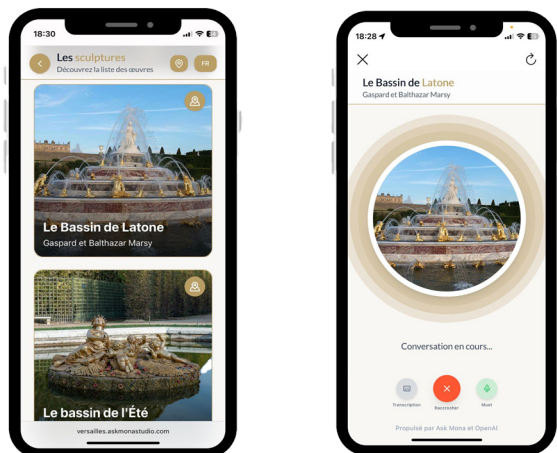 18:30
Les sculptures
Découvrez la liste des œuvres
FR
Le Bassin de Latone
Gaspard et Balthazar Marsy
Le bassin de l'Été
versailles.askmonastudio.com
18:28
Le Bassin de Latone
Gaspard et Balthazar Marsy
Conversation en cours...
Transcription
Raccrocher
Muet
Propulsé par Ask Mona et OpenAI